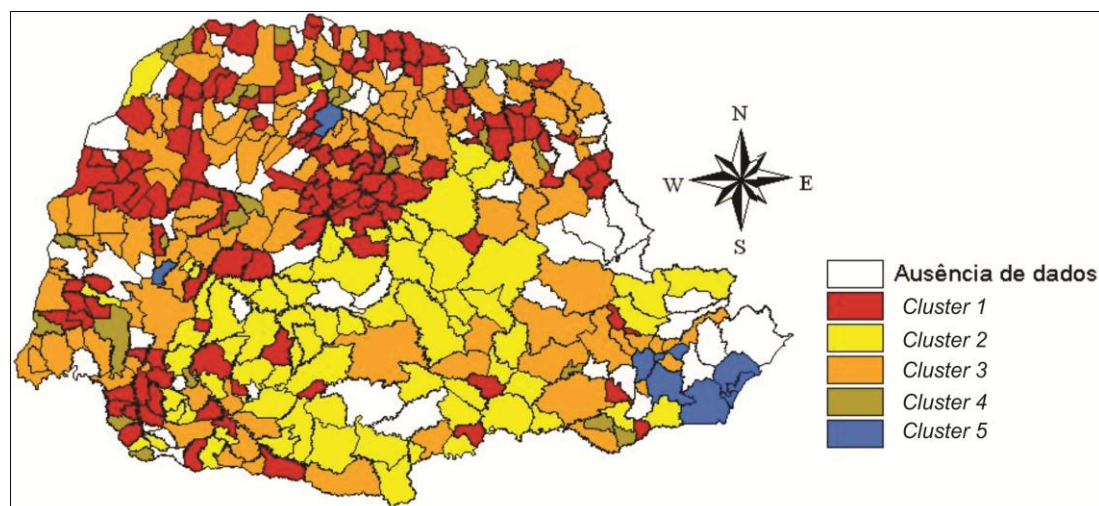 N
W
E
S
Ausência de dados
Cluster 1
Cluster 2
Cluster 3
Cluster 4
Cluster 5